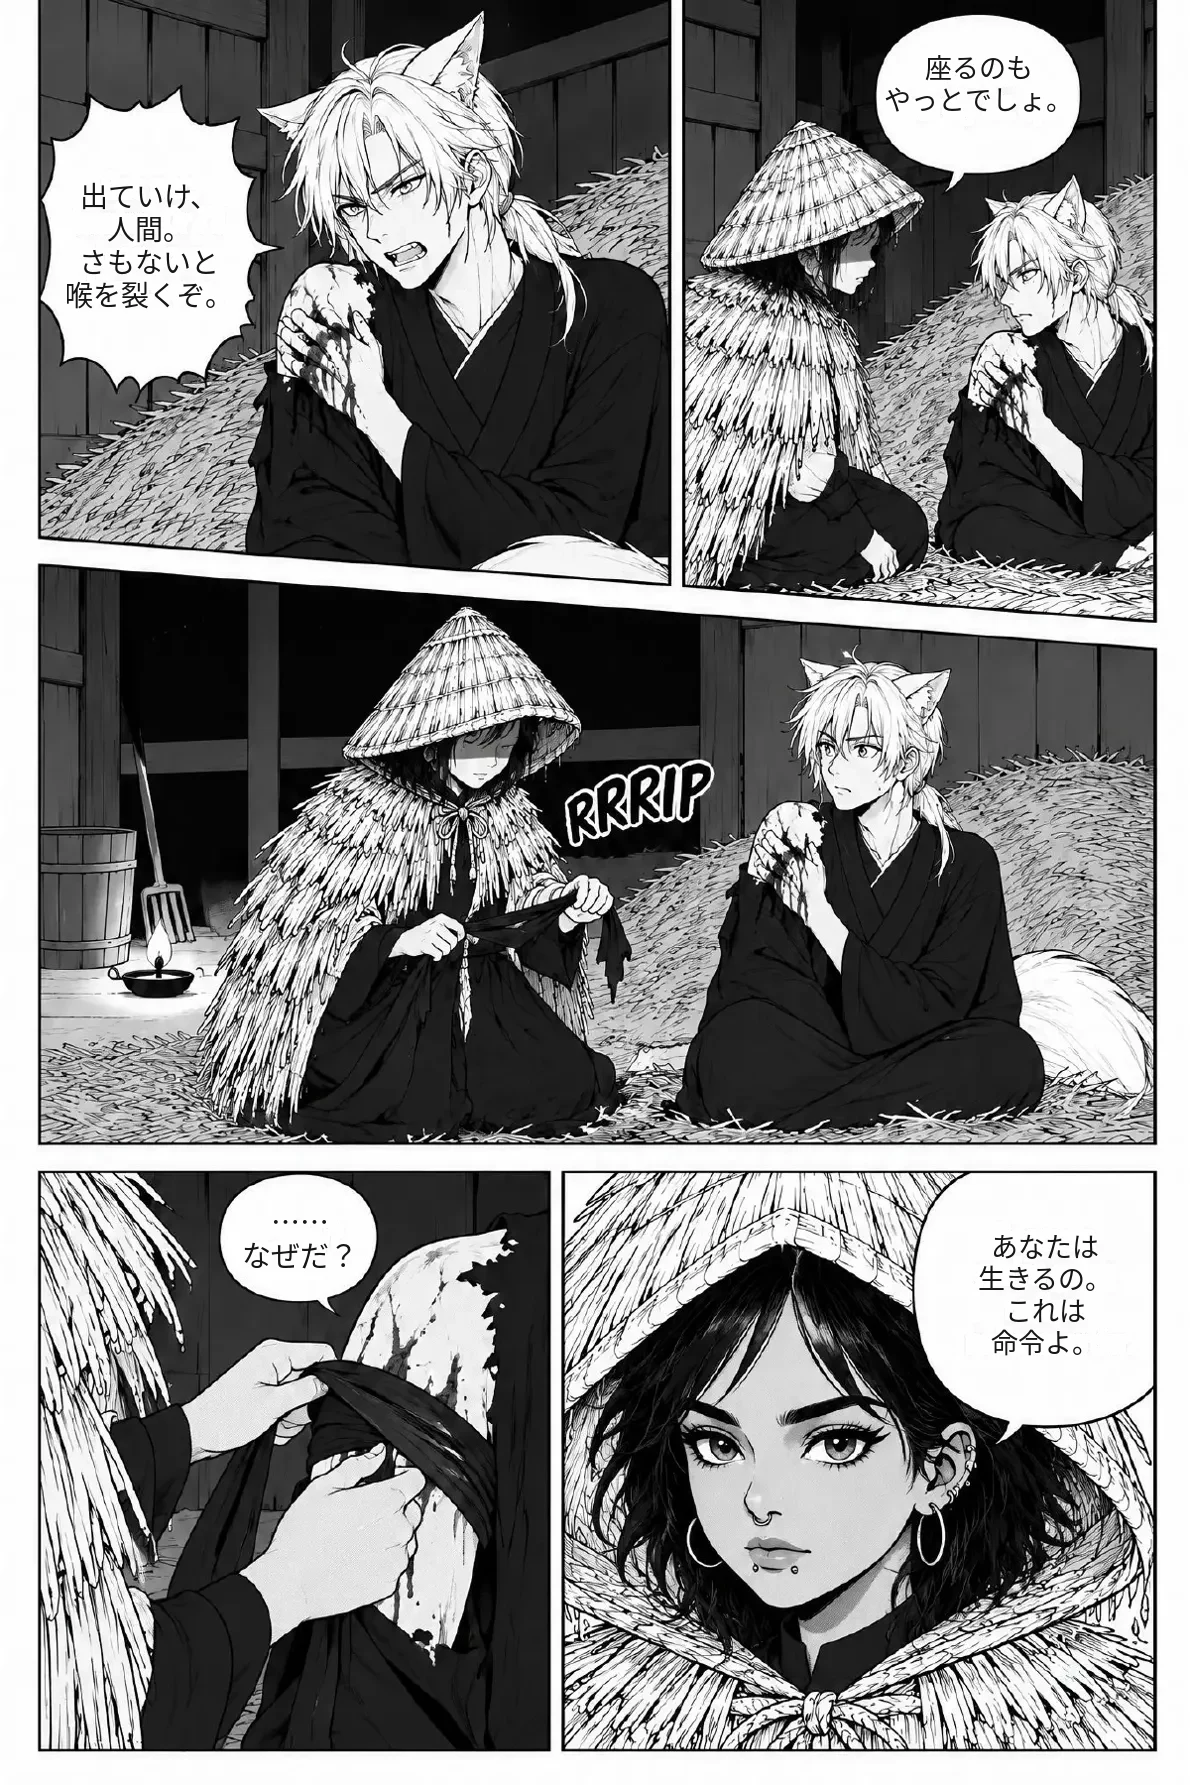 出ていけ、
人間。
さもないと
喉を裂くぞ。
座るのも
やっとでしょ。
RRRIP
……
なぜだ？
あなたは
生きるの。
これは
命令よ。